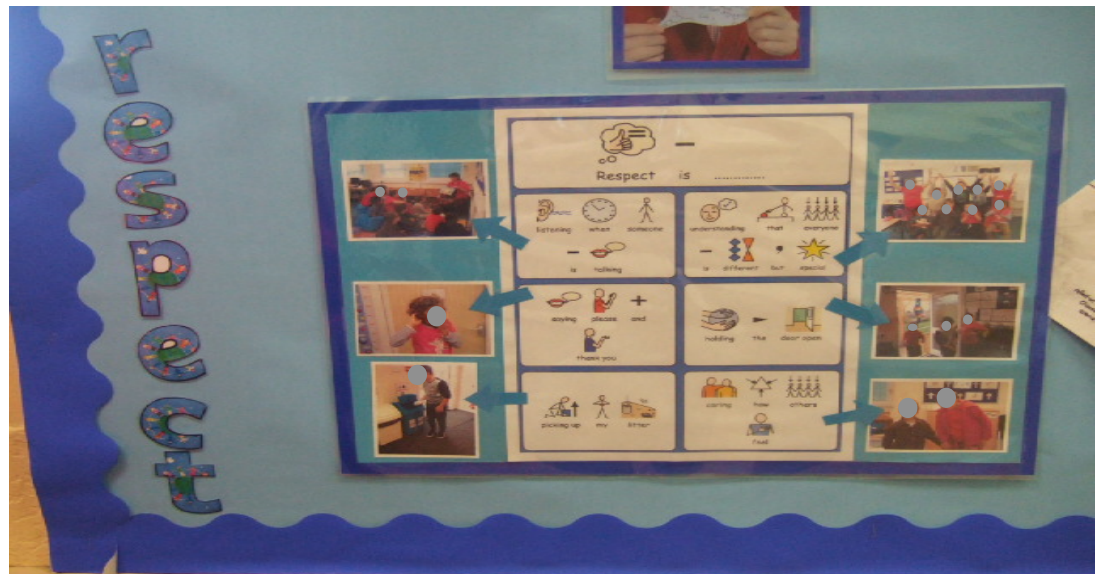 respect
Respect is ..............
listening when someone
is talking
understanding that everyone
is different but special
saying please and
thank you
holding the door open
picking up my litter
caring how others
feel